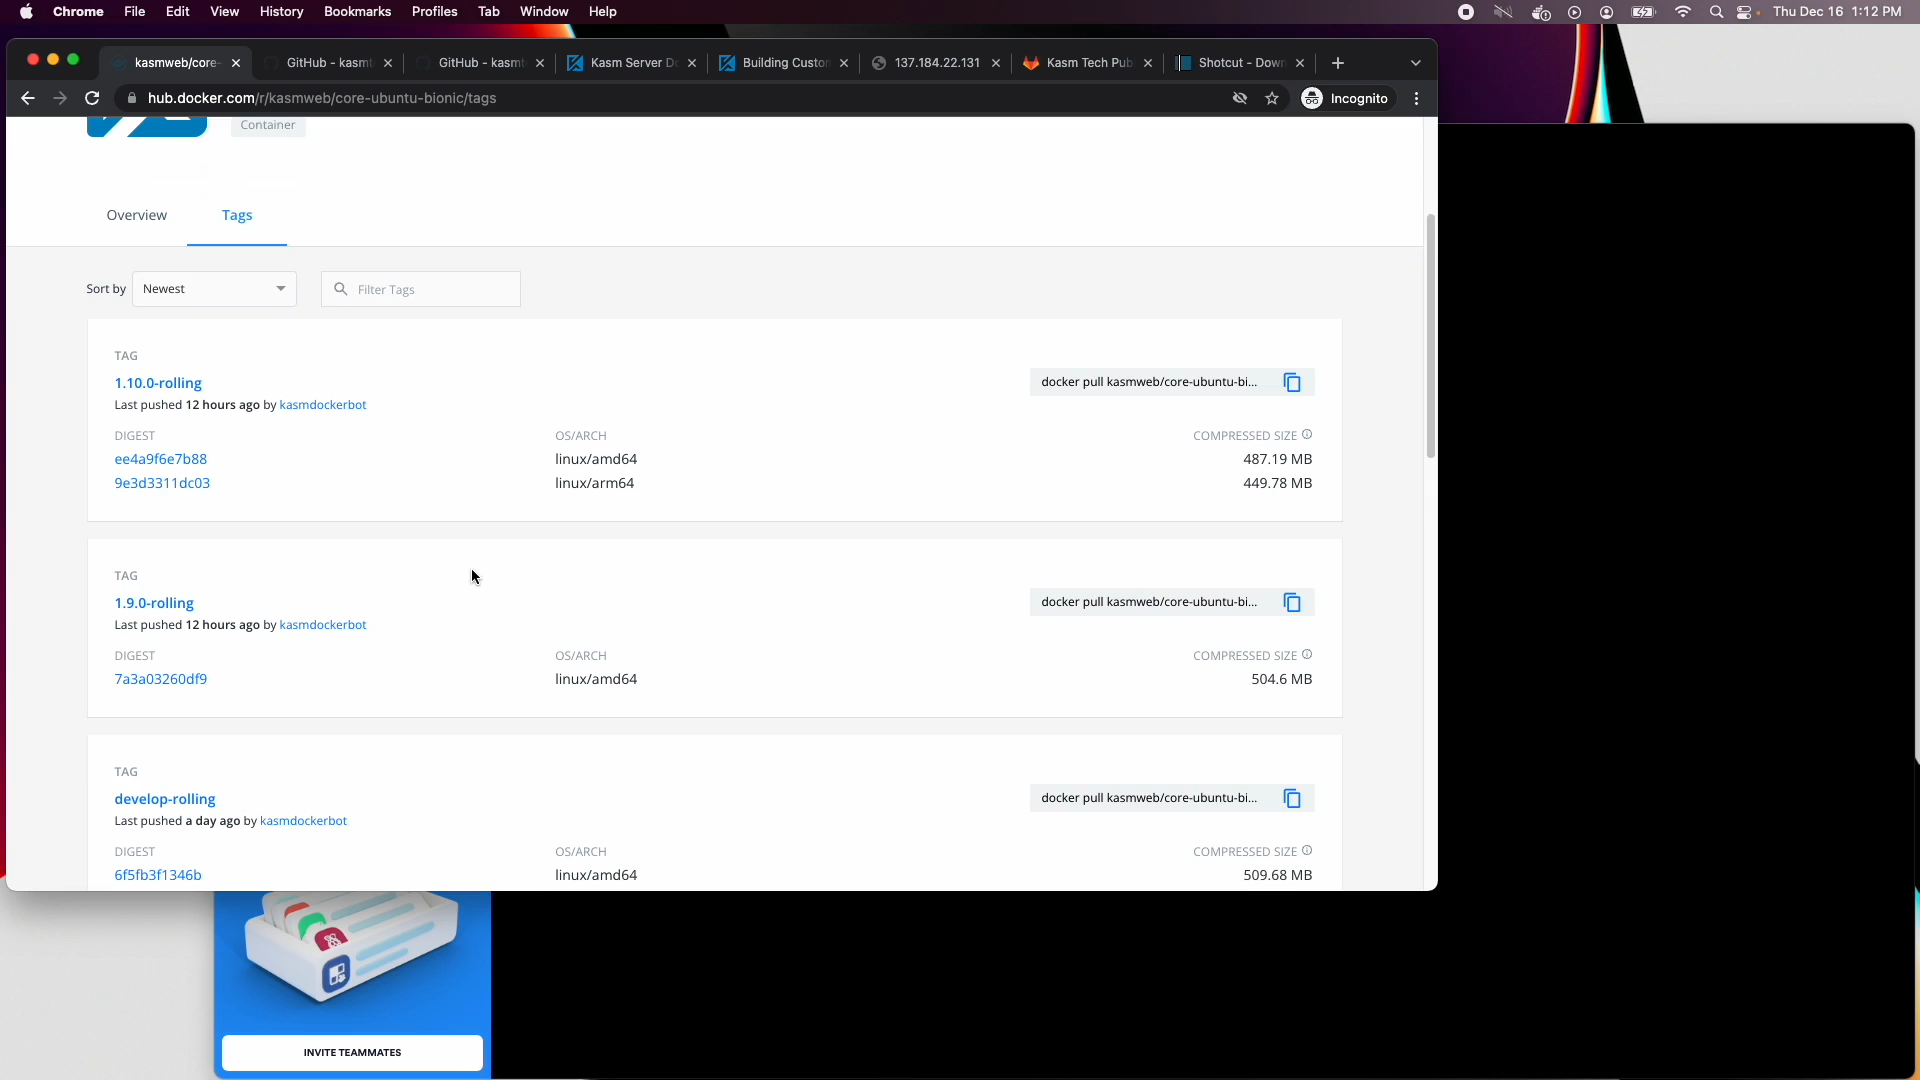 Chrome File Edit View History Bookmarks Profiles Tab Window Help Thu Dec 16 1:12 PM
kasmweb/core- GitHub - kasmt GitHub - kasmt Kasm Server Do Building Custom 137.184.22.131 Kasm Tech Pub Shotcut - Down
hub.docker.com/r/kasmweb/core-ubuntu-bionic/tags Incognito
Container
Overview Tags
Sort by Newest Filter Tags
TAG
1.10.0-rolling docker pull kasmweb/core-ubuntu-bi...
Last pushed 12 hours ago by kasmdockerbot
DIGEST OS/ARCH COMPRESSED SIZE
ee4a9f6e7b88 linux/amd64 487.19 MB
9e3d3311dc03 linux/arm64 449.78 MB
TAG
1.9.0-rolling docker pull kasmweb/core-ubuntu-bi...
Last pushed 12 hours ago by kasmdockerbot
DIGEST OS/ARCH COMPRESSED SIZE
7a3a03260df9 linux/amd64 504.6 MB
TAG
develop-rolling docker pull kasmweb/core-ubuntu-bi...
Last pushed a day ago by kasmdockerbot
DIGEST OS/ARCH COMPRESSED SIZE
6f5fb3f1346b linux/amd64 509.68 MB
INVITE TEAMMATES